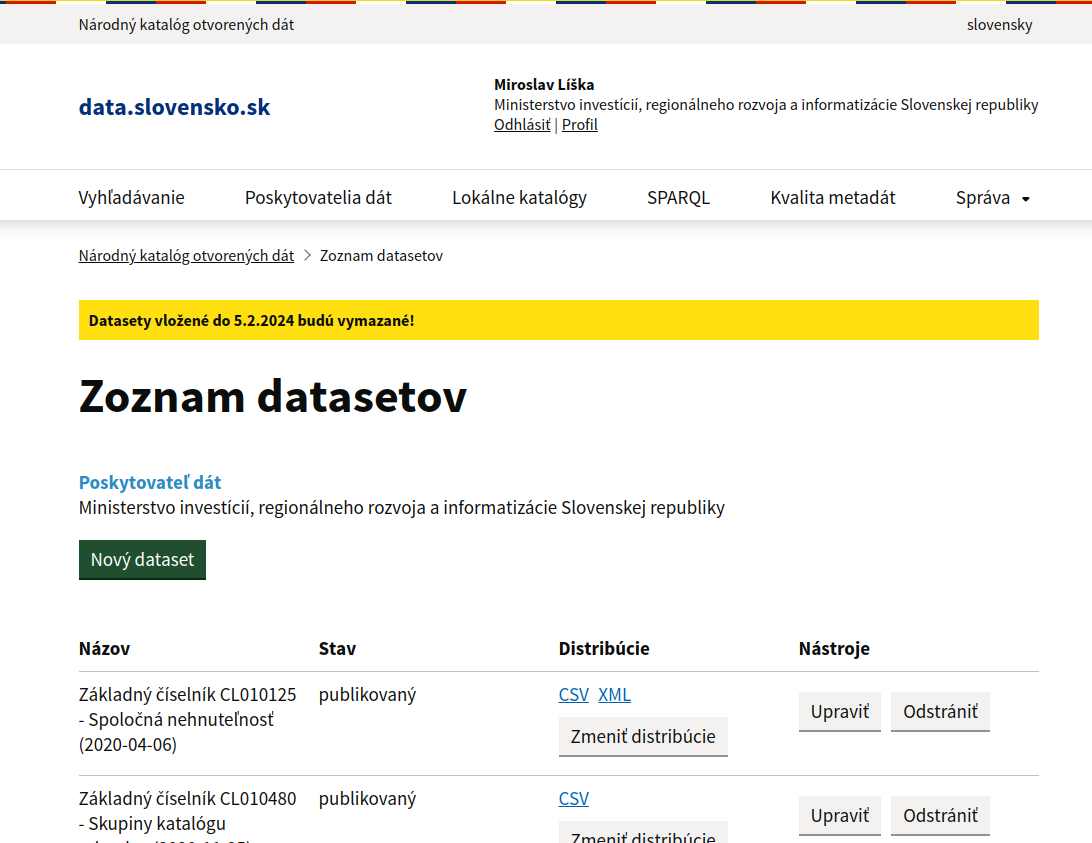 Národný katalóg otvorených dát
slovensky
data.slovensko.sk
Miroslav Líška
Ministerstvo investícií, regionálneho rozvoja a informatizácie Slovenskej republiky
Odhlásiť | Profil
Vyhľadávanie
Poskytovatelia dát
Lokálne katalógy
SPARQL
Kvalita metadát
Správa
Národný katalóg otvorených dát > Zoznam datasetov
Datasety vložené do 5.2.2024 budú vymazané!
Zoznam datasetov
Poskytovateľ dát
Ministerstvo investícií, regionálneho rozvoja a informatizácie Slovenskej republiky
Nový dataset
Názov Stav Distribúcie Nástroje
Základný číselník CL010125 publikovaný CSV XML
- Spoločná nehnuteľnosť
(2020-04-06)
Zmeniť distribúcie
Upraviť Odstrániť
Základný číselník CL010480 publikovaný CSV
- Skupiny katalógu
Zmeniť distribúcie
Upraviť Odstrániť